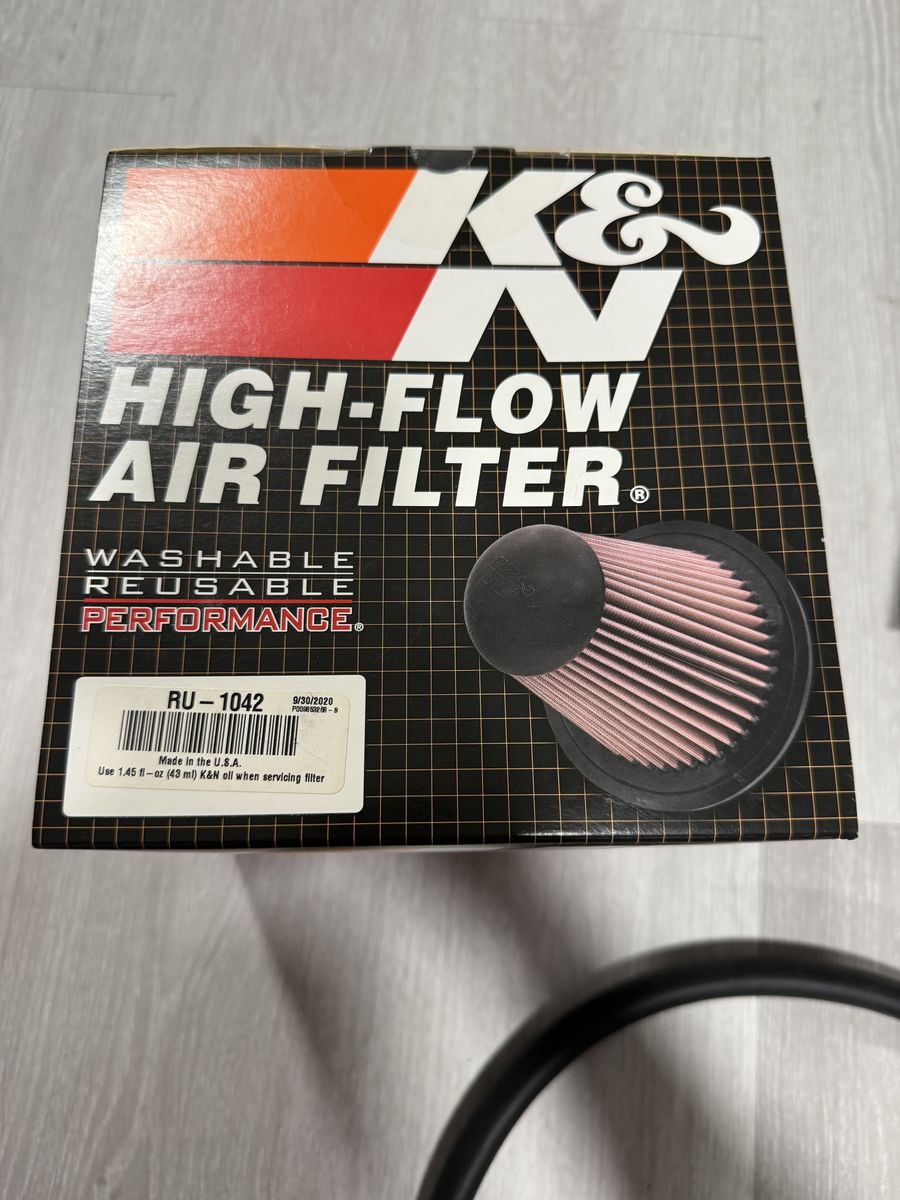 K&
N
HIGH-FLOW
AIR FILTER®
WASHABLE
REUSABLE
PERFORMANCE®
RU-1042 9/30/2020
Made in the U.S.A.
Use 1.45 fl-oz (43 ml) K&N oil when servicing filter